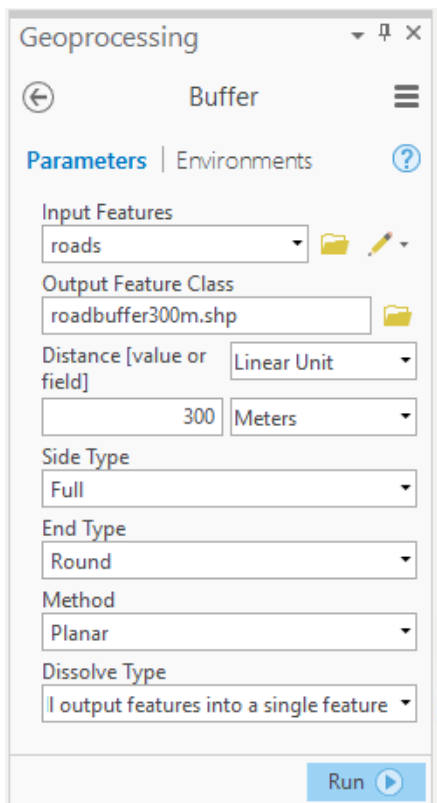 Geoprocessing
Buffer
Parameters | Environments
?
Input Features
roads
Output Feature Class
roadbuffer300m.shp
Distance [value or
field]
Linear Unit
300 Meters
Side Type
Full
End Type
Round
Method
Planar
Dissolve Type
l output features into a single feature
Run